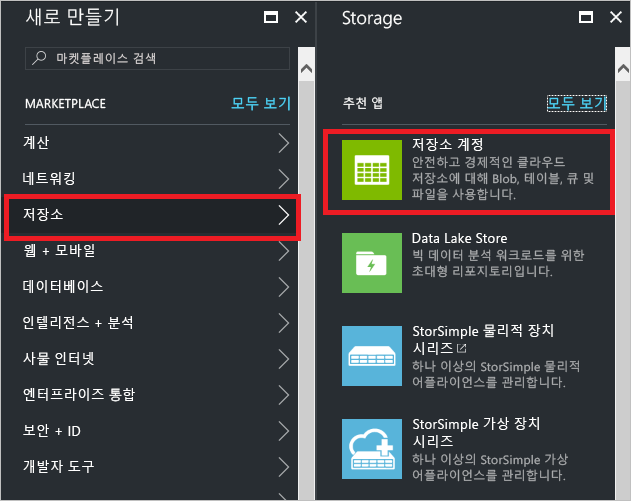 새로 만들기
마켓플레이스 검색
MARKETPLACE 모두 보기
계산
네트워킹
저장소
웹 + 모바일
데이터베이스
인텔리전스 + 분석
사물 인터넷
엔터프라이즈 통합
보안 + ID
개발자 도구
Storage
추천 앱 모두 보기
저장소 계정
안전하고 경제적인 클라우드
저장소에 대해 Blob, 테이블, 큐 및
파일을 사용합니다.
Data Lake Store
빅 데이터 분석 워크로드를 위한
초대형 리포지토리입니다.
StorSimple 물리적 장치
시리즈
하나 이상의 StorSimple 물리적
어플라이언스를 관리합니다.
StorSimple 가상 장치
시리즈
하나 이상의 StorSimple 가상
어플라이언스를 관리합니다.